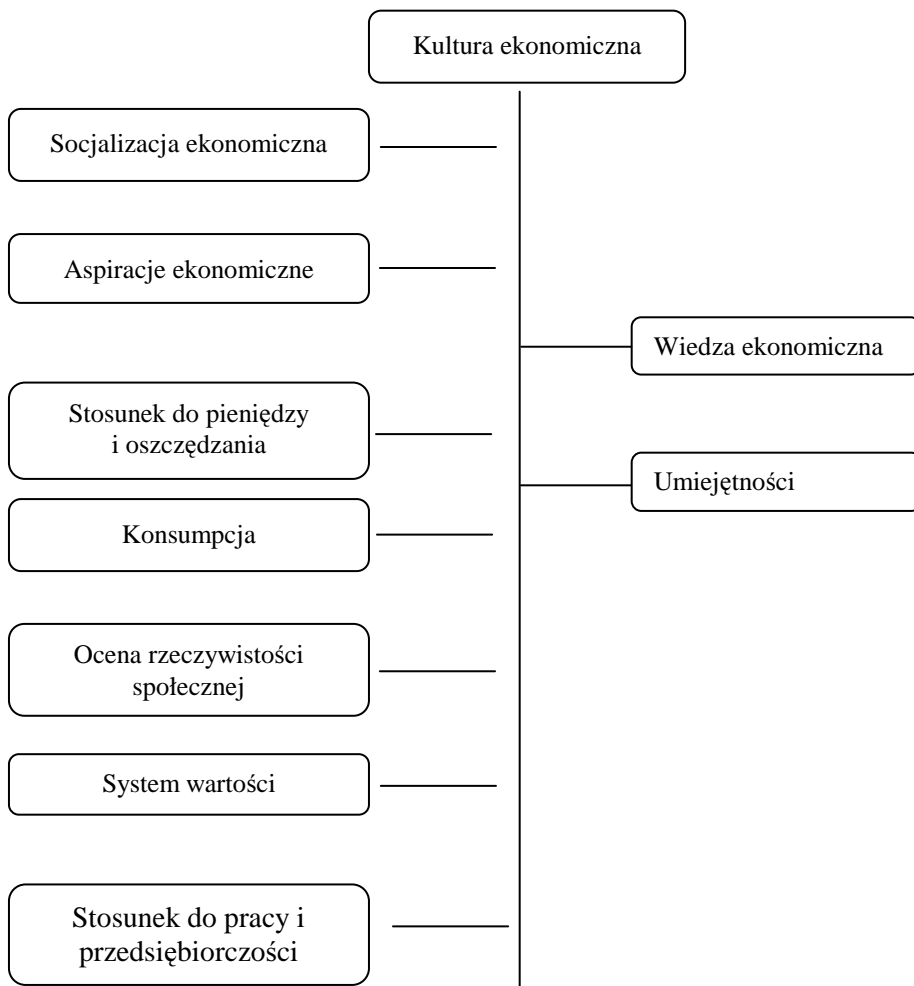 Kultura ekonomiczna
Socjalizacja ekonomiczna
Aspiracje ekonomiczne
Wiedza ekonomiczna
Stosunek do pieniędzy
i oszczędzania
Umiejętności
Konsumpcja
Ocena rzeczywistości
społecznej
System wartości
Stosunek do pracy i
przedsiębiorczości